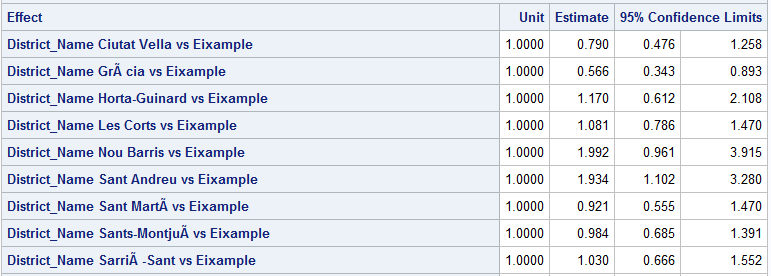 Effect Unit Estimate 95% Confidence Limits
District_Name Ciutat Vella vs Eixample 1.0000 0.790 0.476 1.258
District_Name GrÃ cia vs Eixample 1.0000 0.566 0.343 0.893
District_Name Horta-Guinard vs Eixample 1.0000 1.170 0.612 2.108
District_Name Les Corts vs Eixample 1.0000 1.081 0.786 1.470
District_Name Nou Barris vs Eixample 1.0000 1.992 0.961 3.915
District_Name Sant Andreu vs Eixample 1.0000 1.934 1.102 3.280
District_Name Sant MartÃ vs Eixample 1.0000 0.921 0.555 1.470
District_Name Sants-MontjuÃ vs Eixample 1.0000 0.984 0.685 1.391
District_Name SarriÃ -Sant vs Eixample 1.0000 1.030 0.666 1.552